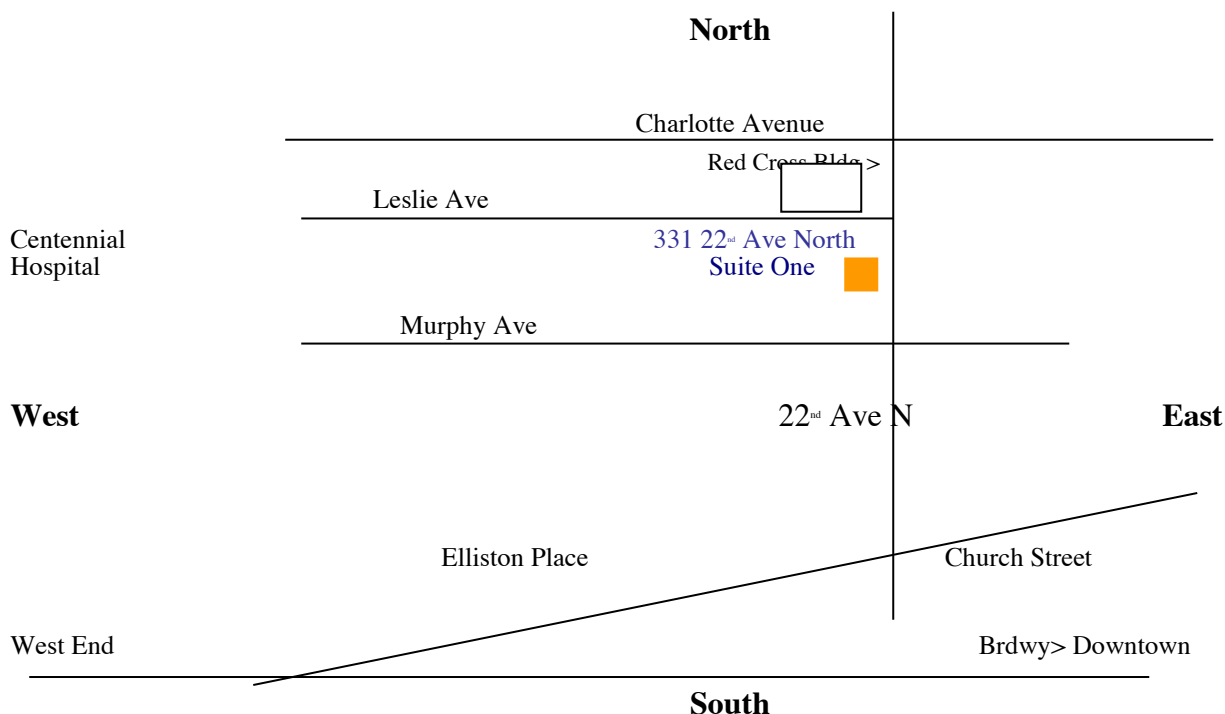 North
Charlotte Avenue
Red Cross Bldg >
Leslie Ave
Centennial
Hospital
331 22nd Ave North
Suite One
Murphy Ave
West
22nd Ave N
East
Elliston Place
Church Street
West End
Brdwy> Downtown
South